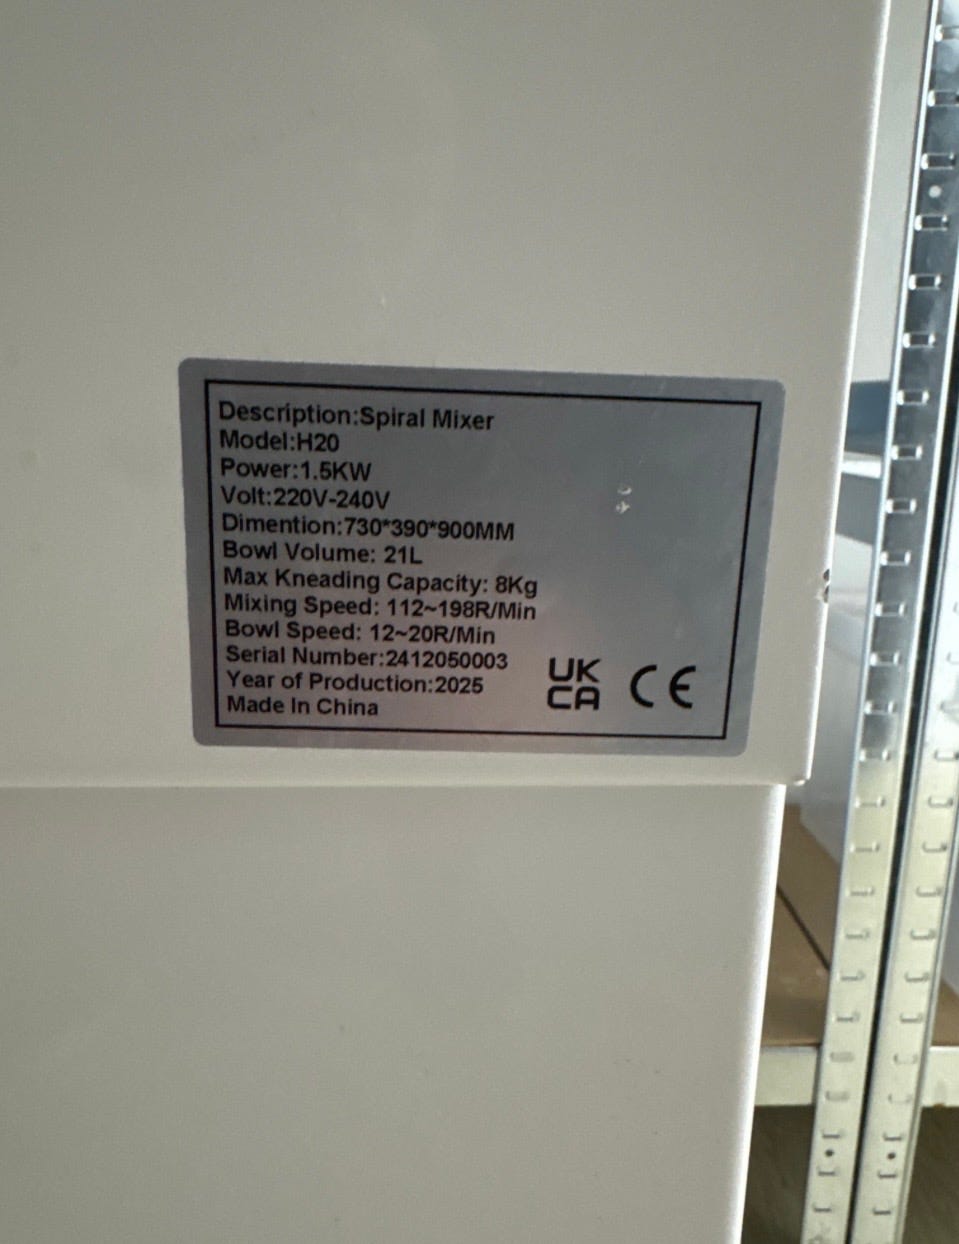 Description:Spiral Mixer
Model:H20
Power:1.5KW
Volt:220V-240V
Dimention:730*390*900MM
Bowl Volume: 21L
Max Kneading Capacity: 8Kg
Mixing Speed: 112~198R/Min
Bowl Speed: 12~20R/Min
Serial Number:2412050003
Year of Production:2025
Made In China
UK
CA
CE